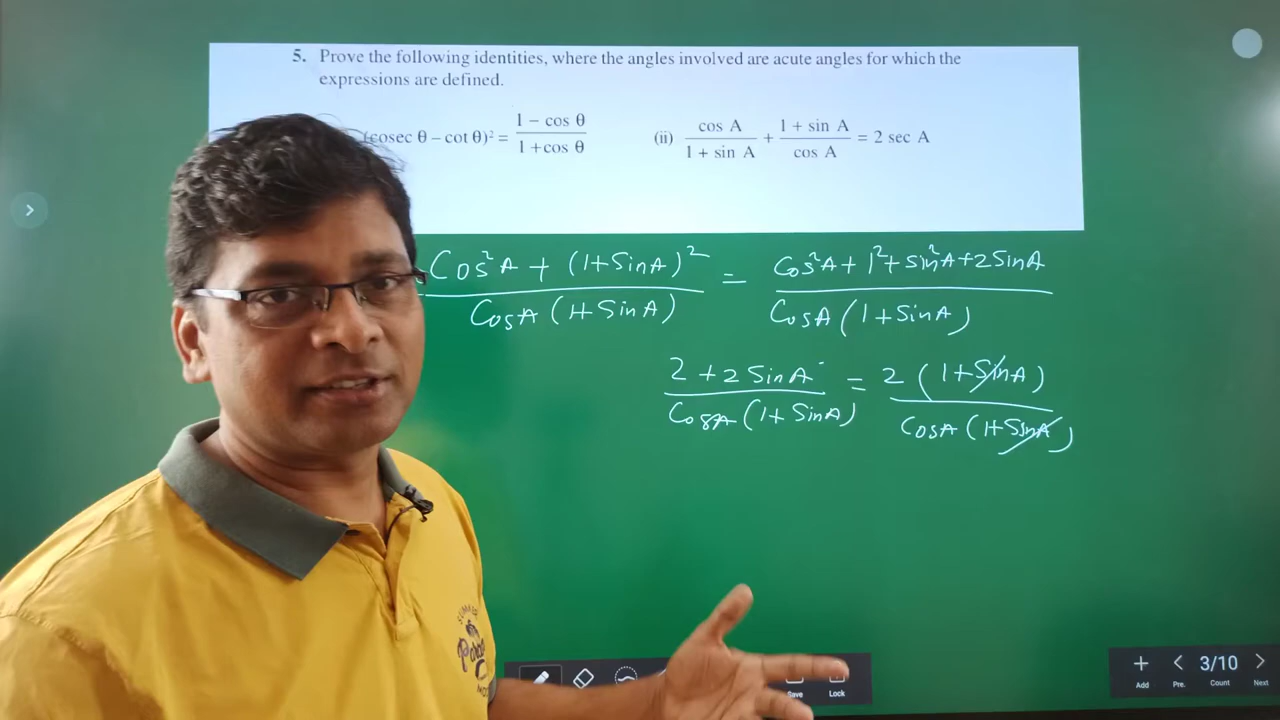 5. Prove the following identities, where the angles involved are acute angles for which the
expressions are defined.
(cosec θ – cot θ)² = (1 – cos θ)/(1 + cos θ) (ii) cos A/(1 + sin A) + (1 + sin A)/cos A = 2 sec A
Cos²A + (1+SinA)²/CosA (1+SinA) = Cos²A + 1² + Sin²A + 2SinA/CosA (1+SinA)
2 + 2SinA/CosA (1+SinA) = 2 (1+SinA)/CosA (1+SinA)
+ < 3/10 >
Add Pre. Count Next
Save Lock